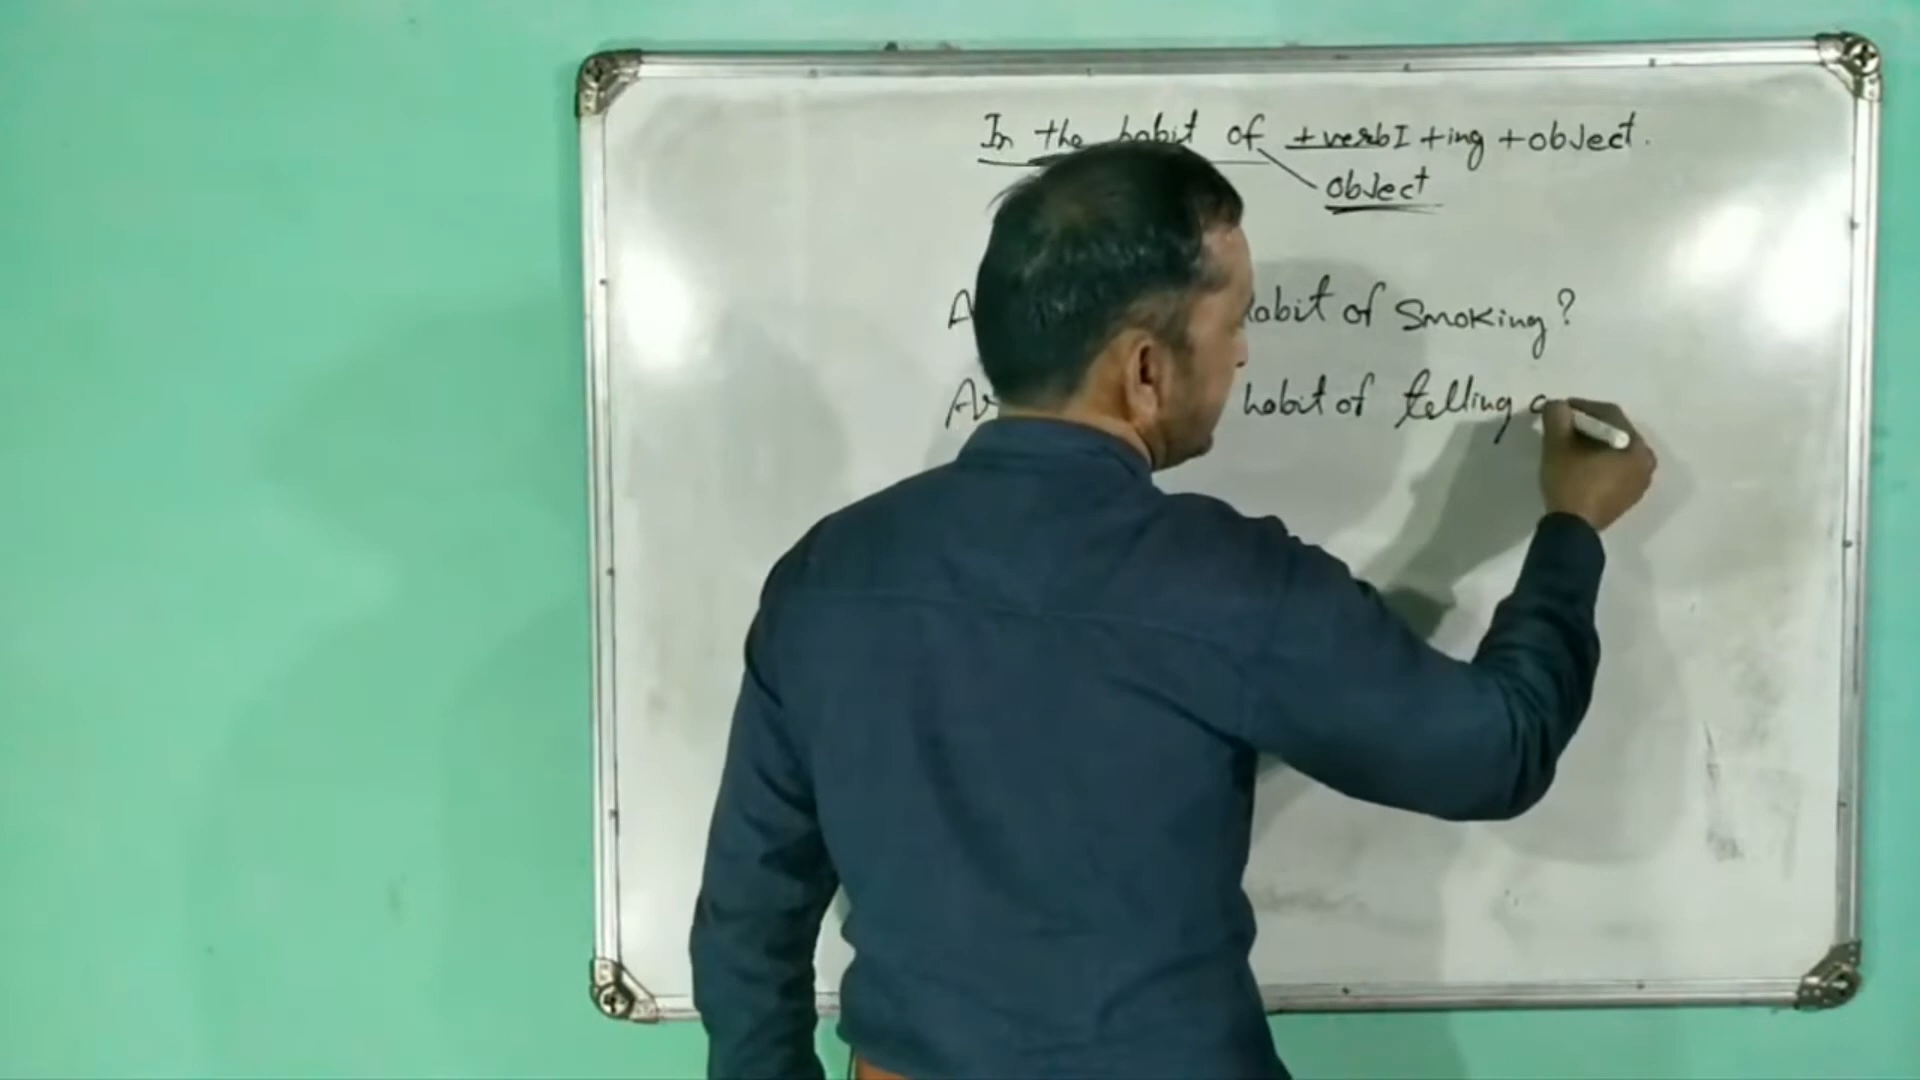 In the habit of +verbI +ing +object.
object
habit of smoking?
habit of telling